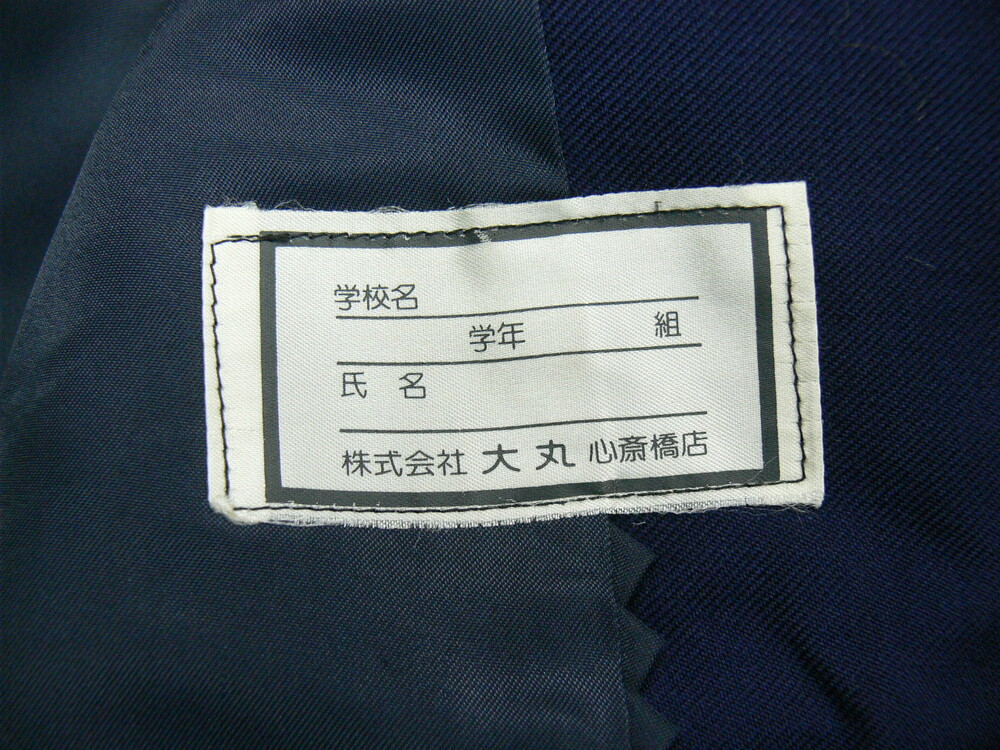 学校名
学年 組
氏 名
株式会社 大丸 心斎橋店